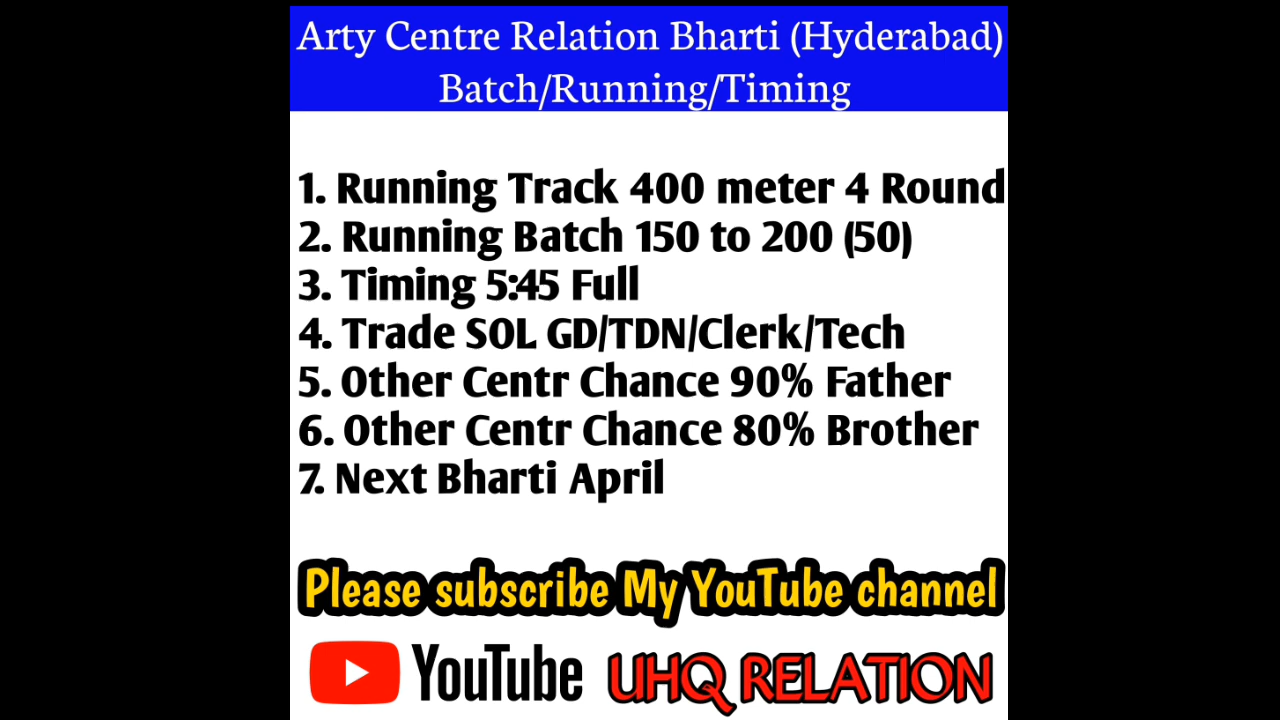 Arty Centre Relation Bharti (Hyderabad)
Batch/Running/Timing
1. Running Track 400 meter 4 Round
2. Running Batch 150 to 200 (50)
3. Timing 5:45 Full
4. Trade SOL GD/TDN/Clerk/Tech
5. Other Centr Chance 90% Father
6. Other Centr Chance 80% Brother
7. Next Bharti April
Please subscribe My YouTube channel
YouTube UHQ RELATION